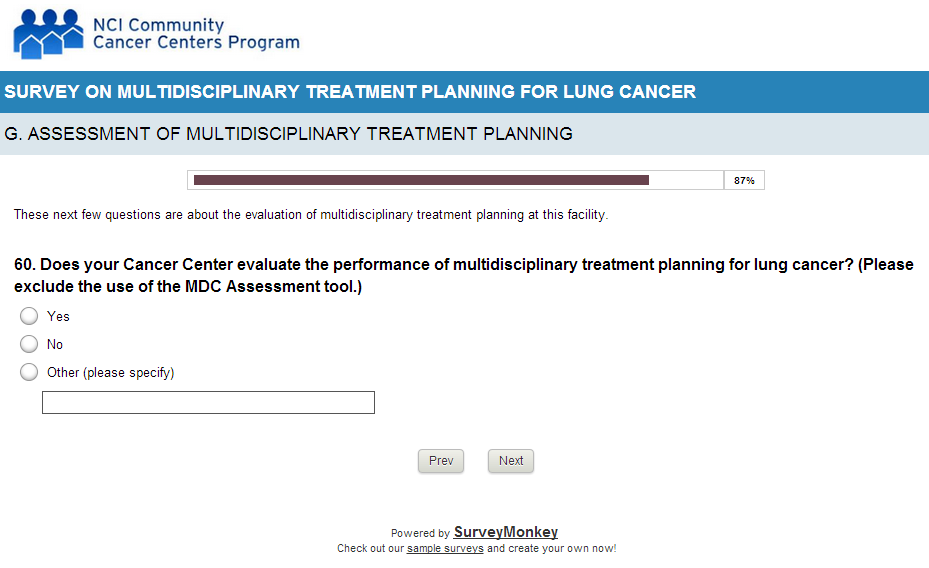 NCI Community
Cancer Centers Program
SURVEY ON MULTIDISCIPLINARY TREATMENT PLANNING FOR LUNG CANCER
G. ASSESSMENT OF MULTIDISCIPLINARY TREATMENT PLANNING
87%
These next few questions are about the evaluation of multidisciplinary treatment planning at this facility.
60. Does your Cancer Center evaluate the performance of multidisciplinary treatment planning for lung cancer? (Please
exclude the use of the MDC Assessment tool.)
Yes
No
Other (please specify)
Prev Next
Powered by SurveyMonkey
Check out our sample surveys and create your own now!